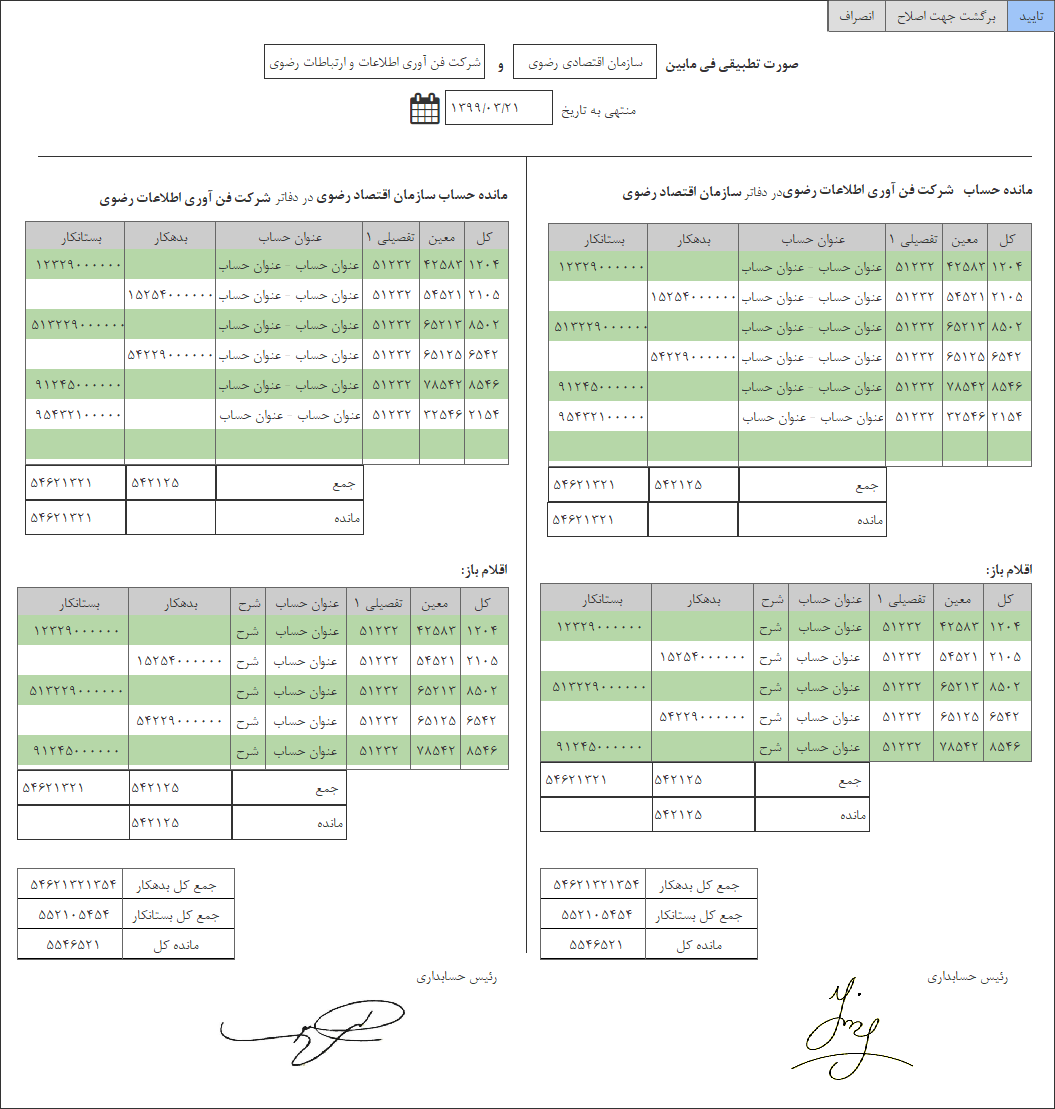 تایید برگشت جهت اصلاح انصراف
صورت تطبیقی فی مابین سازمان اقتصادی رضوی و شرکت فن آوری اطلاعات و ارتباطات رضوی
منتهی به تاریخ ۱۳۹۹/۰۳/۲۱
مانده حساب شرکت فن آوری اطلاعات رضوی در دفاتر سازمان اقتصاد رضوی
کل معین تفصیلی ۱ عنوان حساب بدهکار بستانکار
۱۲۰۴ ۴۲۵۸۳ ۵۱۲۳۲ عنوان حساب - عنوان حساب ۱۲۳۲۹۰۰۰۰۰۰
۲۱۰۵ ۵۴۵۲۱ ۵۱۲۳۲ عنوان حساب - عنوان حساب ۱۵۲۵۴۰۰۰۰۰۰
۸۵۰۲ ۶۵۲۱۳ ۵۱۲۳۲ عنوان حساب - عنوان حساب ۵۱۳۲۲۹۰۰۰۰۰۰
۶۵۴۲ ۶۵۱۲۵ ۵۱۲۳۲ عنوان حساب - عنوان حساب ۵۴۲۲۹۰۰۰۰۰۰
۸۵۴۶ ۷۸۵۴۲ ۵۱۲۳۲ عنوان حساب - عنوان حساب ۹۱۲۴۵۰۰۰۰۰۰
۲۱۵۴ ۳۲۵۴۶ ۵۱۲۳۲ عنوان حساب - عنوان حساب ۹۵۴۳۲۱۰۰۰۰۰
جمع ۵۴۲۱۲۵ ۵۴۶۲۱۳۲۱
مانده ۵۴۶۲۱۳۲۱
اقلام باز:
کل معین تفصیلی ۱ عنوان حساب شرح بدهکار بستانکار
۱۲۰۴ ۴۲۵۸۳ ۵۱۲۳۲ عنوان حساب شرح ۱۲۳۲۹۰۰۰۰۰۰
۲۱۰۵ ۵۴۵۲۱ ۵۱۲۳۲ عنوان حساب شرح ۱۵۲۵۴۰۰۰۰۰۰
۸۵۰۲ ۶۵۲۱۳ ۵۱۲۳۲ عنوان حساب شرح ۵۱۳۲۲۹۰۰۰۰۰۰
۶۵۴۲ ۶۵۱۲۵ ۵۱۲۳۲ عنوان حساب شرح ۵۴۲۲۹۰۰۰۰۰۰
۸۵۴۶ ۷۸۵۴۲ ۵۱۲۳۲ عنوان حساب شرح ۹۱۲۴۵۰۰۰۰۰۰
جمع ۵۴۲۱۲۵ ۵۴۶۲۱۳۲۱
مانده ۵۴۲۱۲۵
جمع کل بدهکار ۵۴۶۲۱۳۲۱۳۵۴
جمع کل بستانکار ۵۵۲۱۰۵۴۵۴
مانده کل ۵۵۴۶۵۲۱
رئیس حسابداری
مانده حساب سازمان اقتصاد رضوی در دفاتر شرکت فن آوری اطلاعات رضوی
کل معین تفصیلی ۱ عنوان حساب بدهکار بستانکار
۱۲۰۴ ۴۲۵۸۳ ۵۱۲۳۲ عنوان حساب - عنوان حساب ۱۲۳۲۹۰۰۰۰۰۰
۲۱۰۵ ۵۴۵۲۱ ۵۱۲۳۲ عنوان حساب - عنوان حساب ۱۵۲۵۴۰۰۰۰۰۰
۸۵۰۲ ۶۵۲۱۳ ۵۱۲۳۲ عنوان حساب - عنوان حساب ۵۱۳۲۲۹۰۰۰۰۰۰
۶۵۴۲ ۶۵۱۲۵ ۵۱۲۳۲ عنوان حساب - عنوان حساب ۵۴۲۲۹۰۰۰۰۰۰
۸۵۴۶ ۷۸۵۴۲ ۵۱۲۳۲ عنوان حساب - عنوان حساب ۹۱۲۴۵۰۰۰۰۰۰
۲۱۵۴ ۳۲۵۴۶ ۵۱۲۳۲ عنوان حساب - عنوان حساب ۹۵۴۳۲۱۰۰۰۰۰
جمع ۵۴۲۱۲۵ ۵۴۶۲۱۳۲۱
مانده ۵۴۶۲۱۳۲۱
اقلام باز:
کل معین تفصیلی ۱ عنوان حساب شرح بدهکار بستانکار
۱۲۰۴ ۴۲۵۸۳ ۵۱۲۳۲ عنوان حساب شرح ۱۲۳۲۹۰۰۰۰۰۰
۲۱۰۵ ۵۴۵۲۱ ۵۱۲۳۲ عنوان حساب شرح ۱۵۲۵۴۰۰۰۰۰۰
۸۵۰۲ ۶۵۲۱۳ ۵۱۲۳۲ عنوان حساب شرح ۵۱۳۲۲۹۰۰۰۰۰۰
۶۵۴۲ ۶۵۱۲۵ ۵۱۲۳۲ عنوان حساب شرح ۵۴۲۲۹۰۰۰۰۰۰
۸۵۴۶ ۷۸۵۴۲ ۵۱۲۳۲ عنوان حساب شرح ۹۱۲۴۵۰۰۰۰۰۰
جمع ۵۴۲۱۲۵ ۵۴۶۲۱۳۲۱
مانده ۵۴۲۱۲۵
جمع کل بدهکار ۵۴۶۲۱۳۲۱۳۵۴
جمع کل بستانکار ۵۵۲۱۰۵۴۵۴
مانده کل ۵۵۴۶۵۲۱
رئیس حسابداری